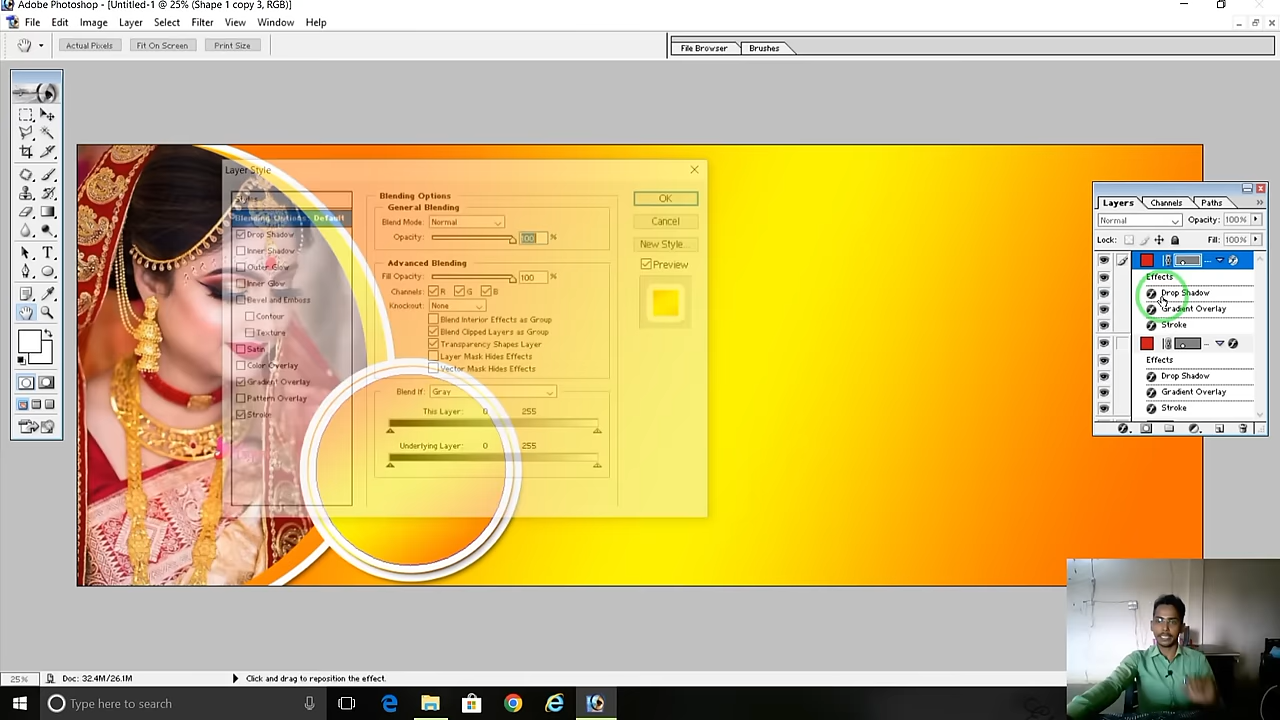 Adobe Photoshop - [Untitled-1 @ 25% (Shape 1 copy 3, RGB)]
File Edit Image Layer Select Filter View Window Help
Actual Pixels Fit On Screen Print Size File Browser Brushes
Layer Style
Styles
Blending Options: Default
Drop Shadow
Inner Shadow
Outer Glow
Inner Glow
Bevel and Emboss
Contour
Texture
Satin
Color Overlay
Gradient Overlay
Pattern Overlay
Stroke
Blending Options
General Blending
Blend Mode: Normal
Opacity: 100 %
Advanced Blending
Fill Opacity: 100 %
Channels: R G B
Knockout: None
Blend Interior Effects as Group
Blend Clipped Layers as Group
Transparency Shapes Layer
Layer Mask Hides Effects
Vector Mask Hides Effects
Blend If: Gray
This Layer: 0 255
Underlying Layer: 0 255
OK
Cancel
New Style...
Preview
Layers Channels Paths
Normal Opacity: 100%
Lock: Fill: 100%
Effects
Drop Shadow
Gradient Overlay
Stroke
Effects
Drop Shadow
Gradient Overlay
Stroke
25% Doc: 32.4M/26.1M Click and drag to reposition the effect.
Type here to search